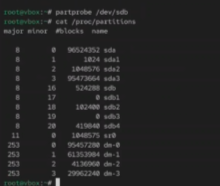 root@vbox:~# partprobe /dev/sdb
root@vbox:~# cat /proc/partitions
major minor  #blocks  name

   8        0   96524352 sda
   8        1       1024 sda1
   8        2    1048576 sda2
   8        3   95473664 sda3
   8       16     524288 sdb
   8       17          0 sdb1
   8       18     102400 sdb2
   8       19          0 sdb3
   8       20     419840 sdb4
  11        0    1048575 sr0
 253        0   95457280 dm-0
 253        1   61353984 dm-1
 253        2    4136960 dm-2
 253        3   29962240 dm-3
root@vbox:~#